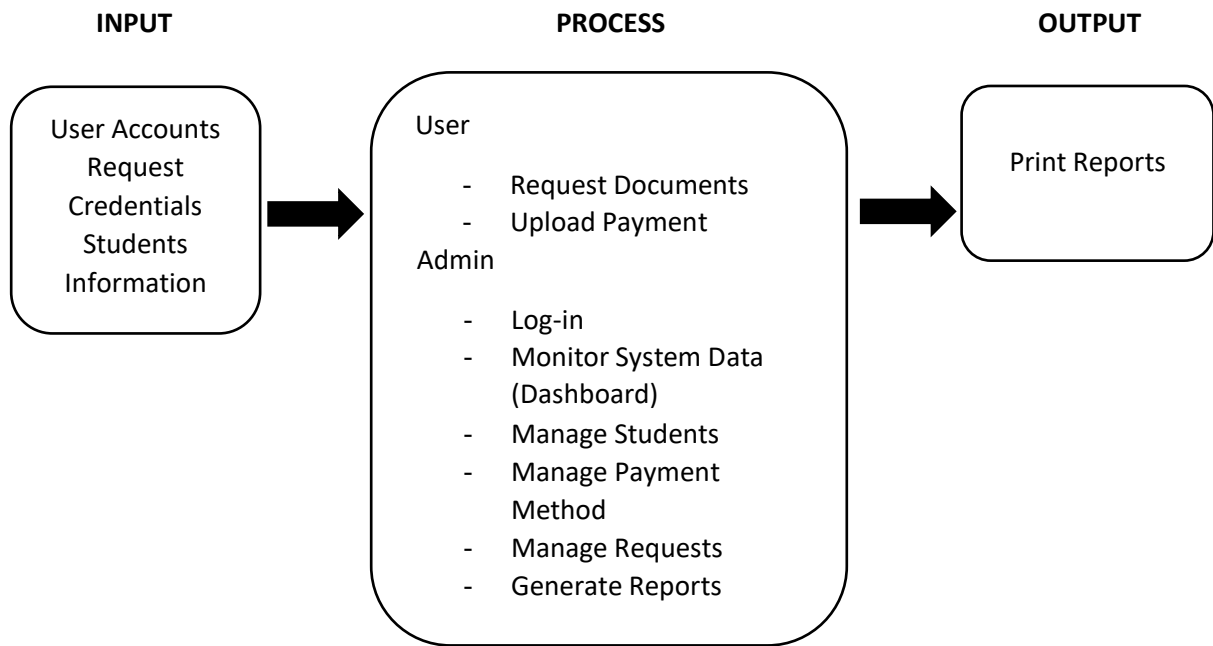 INPUT
PROCESS
OUTPUT
User Accounts
Request
Credentials
Students
Information
User
- Request Documents
- Upload Payment
Admin
- Log-in
- Monitor System Data
(Dashboard)
- Manage Students
- Manage Payment
Method
- Manage Requests
- Generate Reports
Print Reports